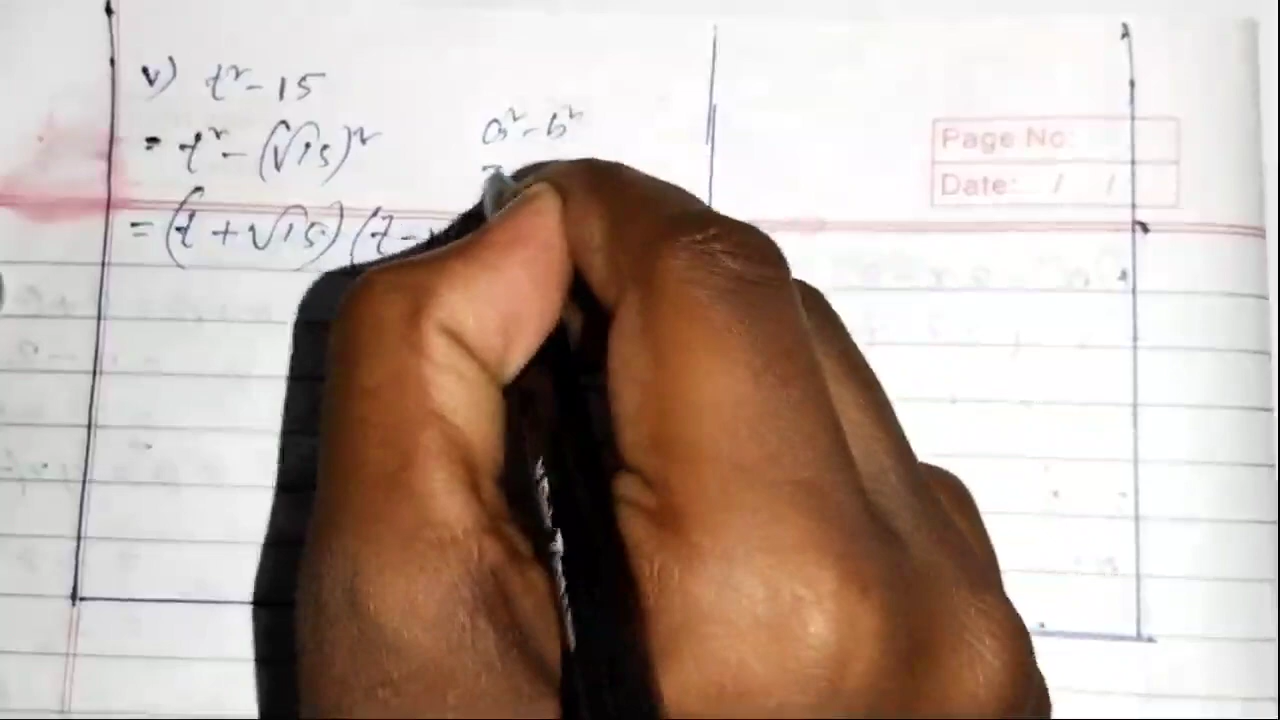 v) t² - 15
= t² - (√15)²
= (t + √15) (t -
a² - b²
=
Page No:
Date: / /